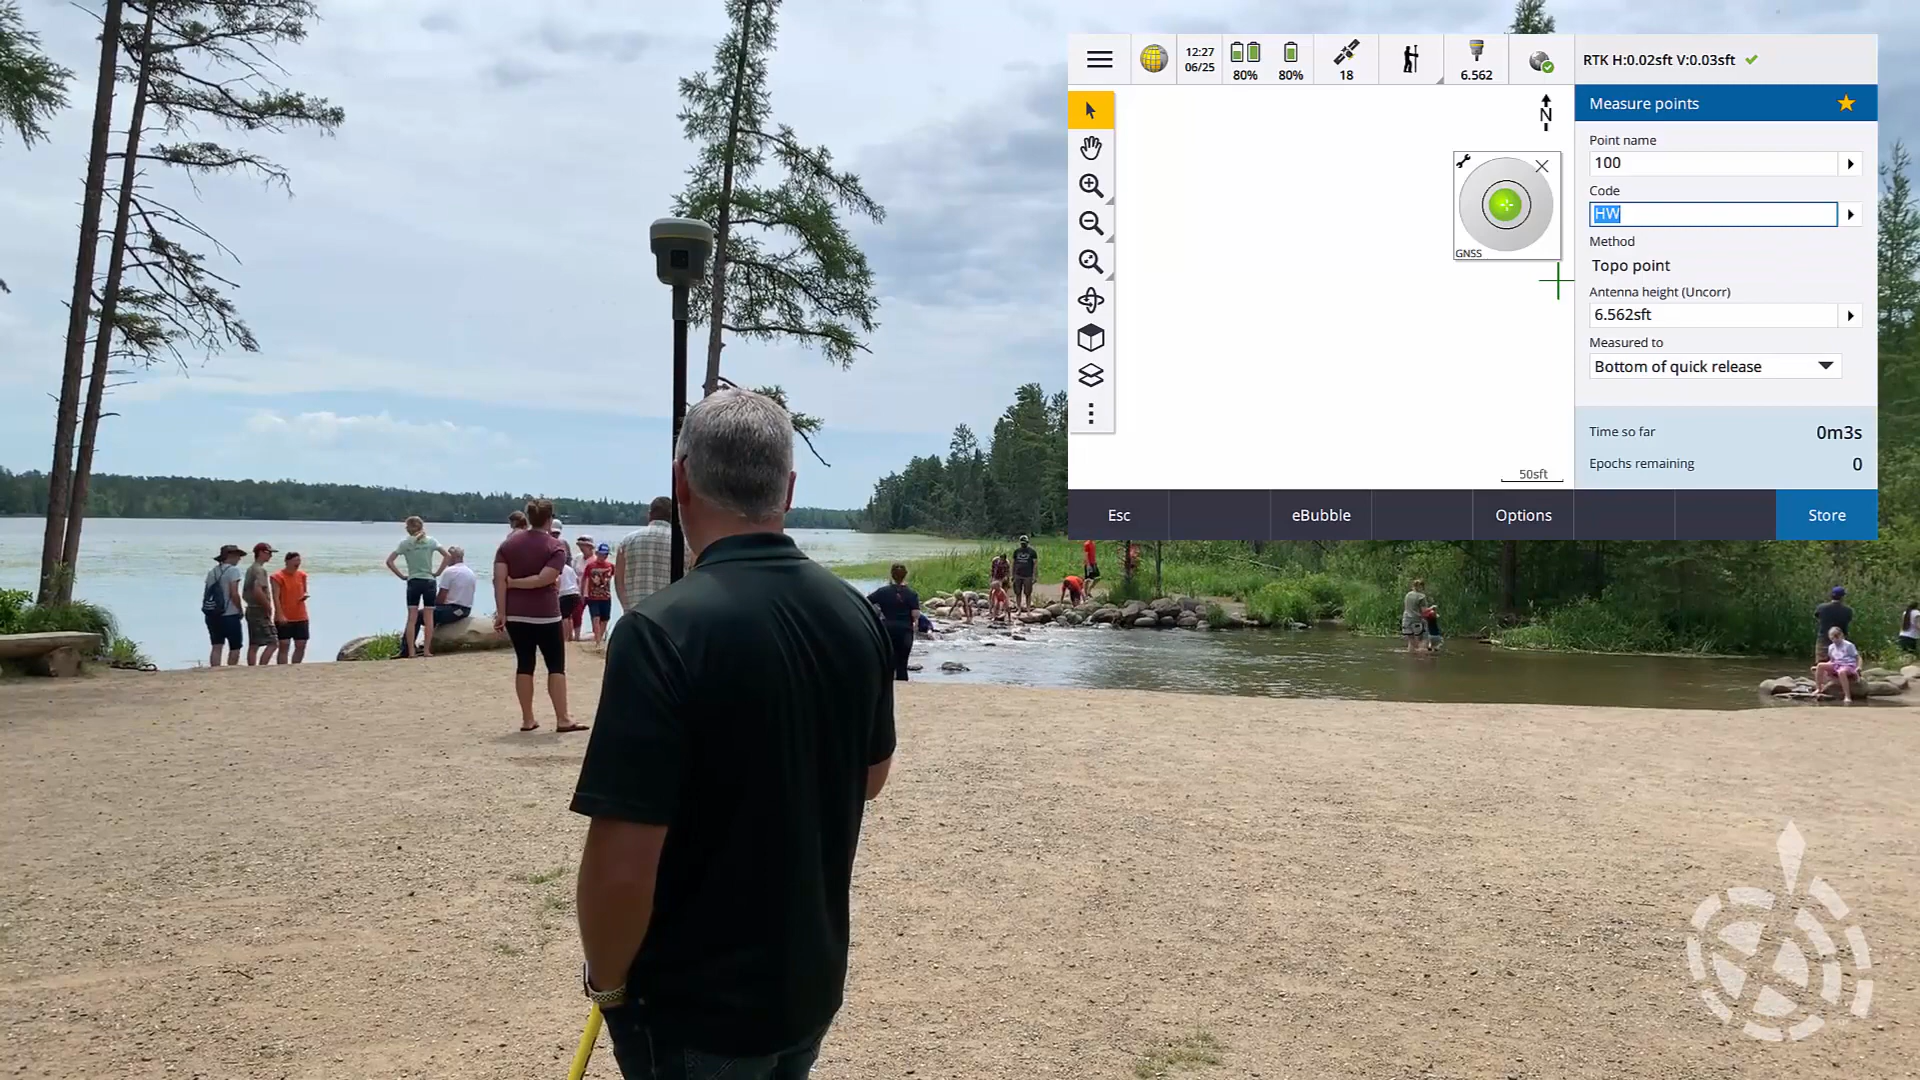 12:27
06/25
80%
80%
18
6.562
RTK H:0.02sft V:0.03sft
Measure points
Point name
100
Code
HW
Method
Topo point
Antenna height (Uncorr)
6.562sft
Measured to
Bottom of quick release
Time so far
0m3s
Epochs remaining
0
N
GNSS
50sft
Esc
eBubble
Options
Store